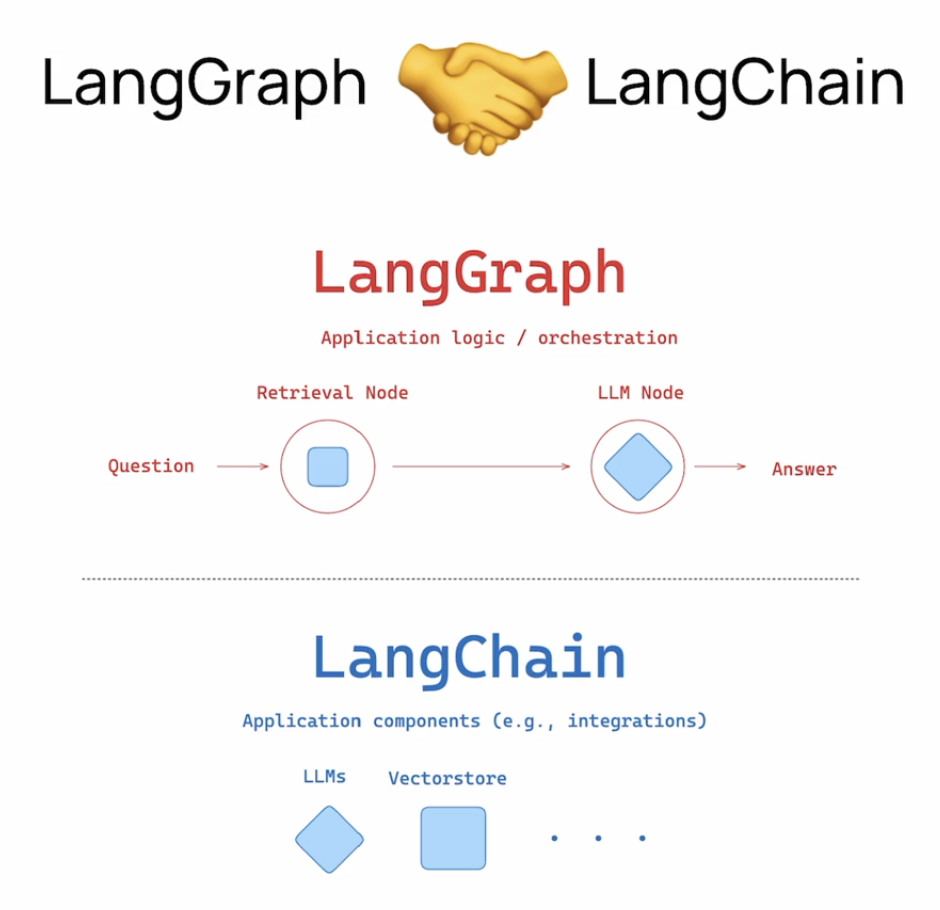 LangGraph 🤝 LangChain
LangGraph
Application logic / orchestration
Retrieval Node LLM Node
Question Answer
LangChain
Application components (e.g., integrations)
LLMs Vectorstore
. . .